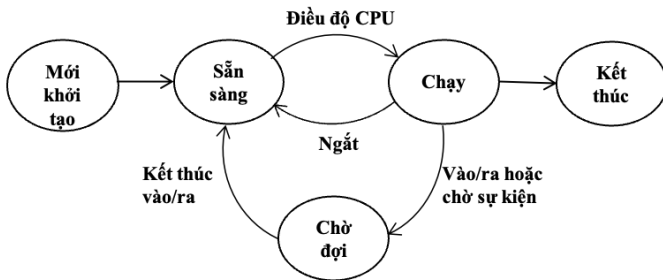 Điều độ CPU
Mới
khởi
tạo
Sẵn
sàng
Chạy
Kết
thúc
Ngắt
Kết thúc
vào/ra
Vào/ra hoặc
chờ sự kiện
Chờ
đợi